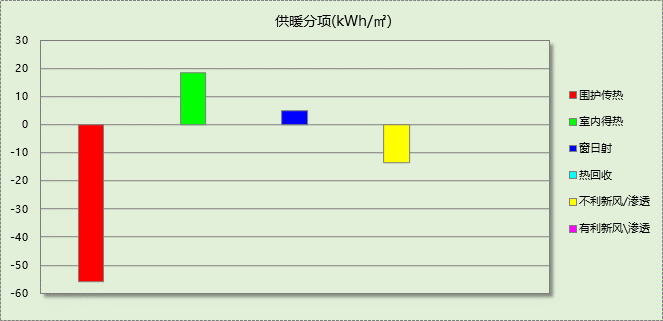 供暖分项(kWh/㎡)
30
20
10
0
-10
-20
-30
-40
-50
-60
围护传热
室内得热
窗日射
热回收
不利新风/渗透
有利新风\渗透